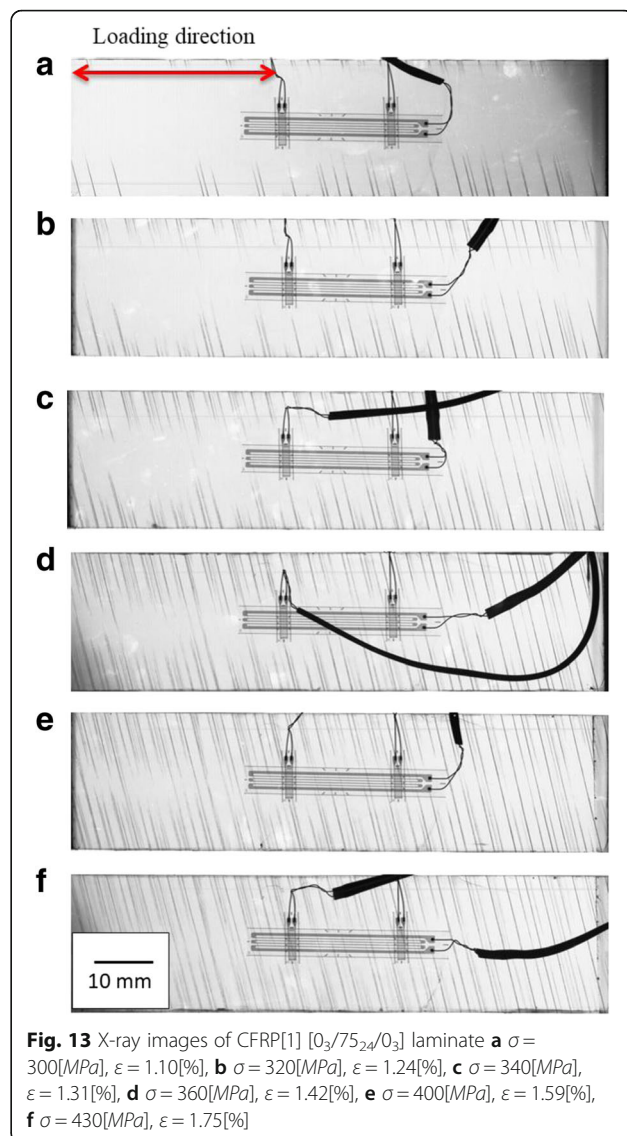 Loading direction
a
b
c
d
e
f
10 mm
Fig. 13 X-ray images of CFRP[1] [0₃/75₂₄/0₃] laminate a σ =
300[MPa], ε = 1.10[%], b σ = 320[MPa], ε = 1.24[%], c σ = 340[MPa],
ε = 1.31[%], d σ = 360[MPa], ε = 1.42[%], e σ = 400[MPa], ε = 1.59[%],
f σ = 430[MPa], ε = 1.75[%]